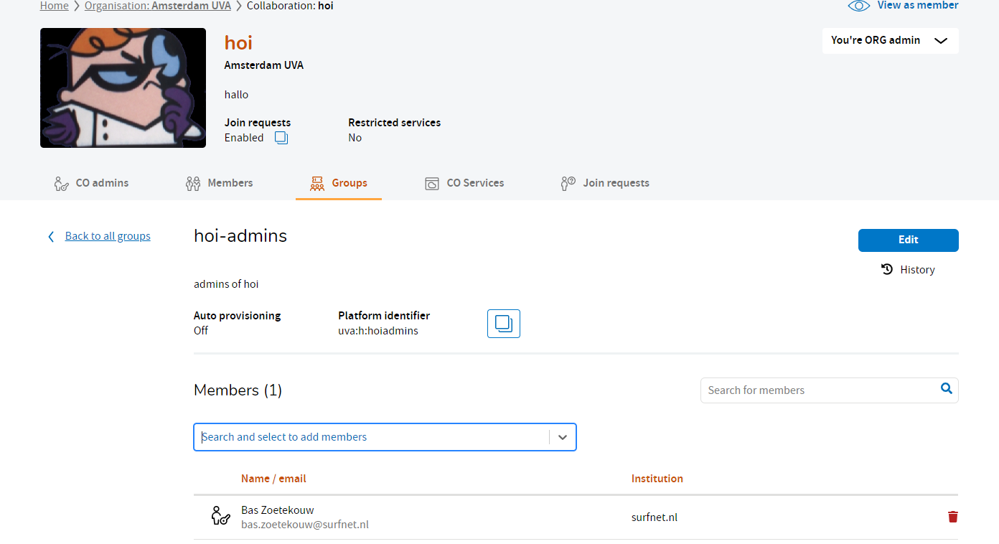 Home > Organisation: Amsterdam UVA > Collaboration: hoi
View as member
hoi
You're ORG admin
Amsterdam UVA
hallo
Join requests
Restricted services
Enabled
No
CO admins
Members
Groups
CO Services
Join requests
Back to all groups
hoi-admins
Edit
History
admins of hoi
Auto provisioning
Platform identifier
Off
uva:h:hoiadmins
Members (1)
Search for members
Search and select to add members
Name / email
Institution
Bas Zoetekouw
bas.zoetekouw@surfnet.nl
surfnet.nl